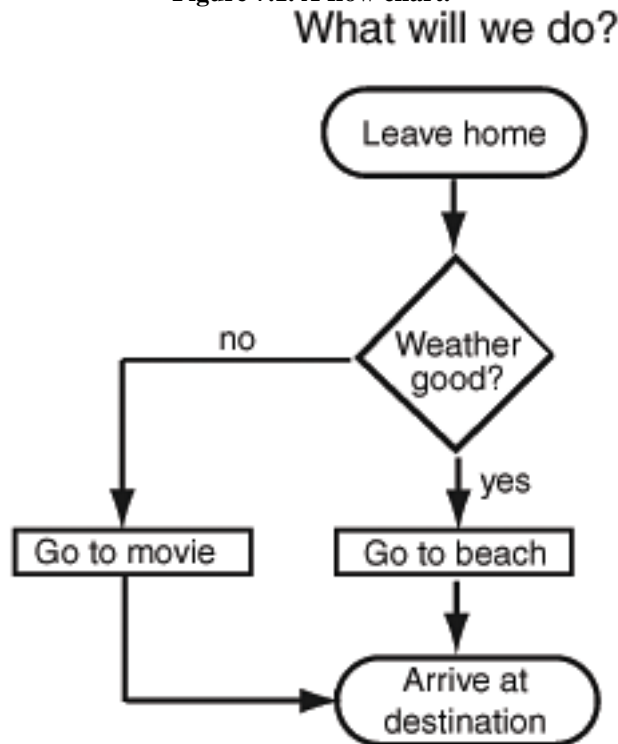 What will we do?
Leave home
Weather
good?
no
yes
Go to movie
Go to beach
Arrive at
destination